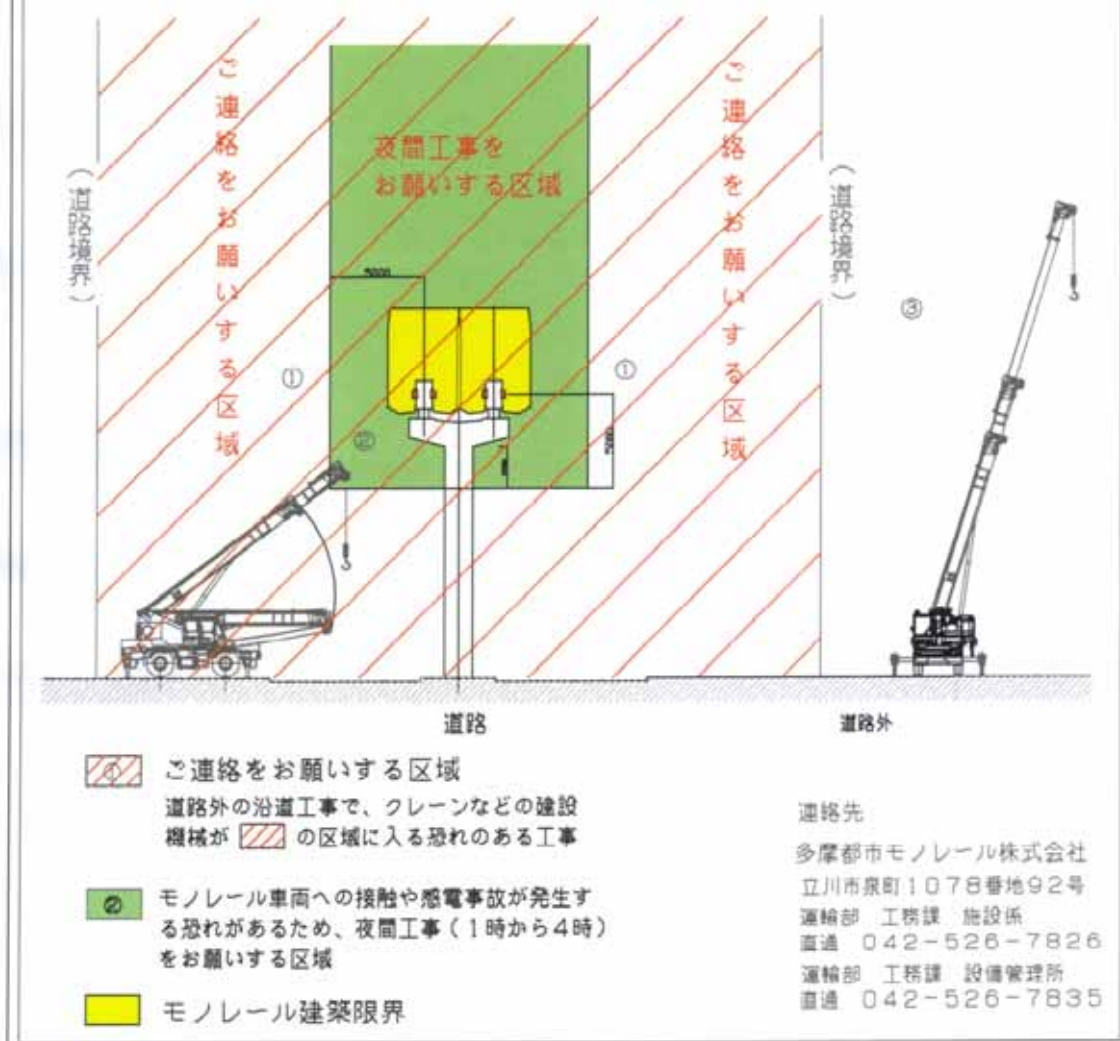 ご連絡をお願いする区域
ご連絡をお願いする区域
夜間工事を
お願いする区域
(道路境界)
(道路境界)
5000
①
①
②
③
5000
道路
道路外
① ご連絡をお願いする区域
道路外の沿道工事で、クレーンなどの建設
機械が の区域に入る恐れのある工事
② モノレール車両への接触や感電事故が発生す
る恐れがあるため、夜間工事(1時から4時)
をお願いする区域
モノレール建築限界
連絡先
多摩都市モノレール株式会社
立川市泉町1078番地92号
運輸部 工務課 施設係
直通 042-526-7826
運輸部 工務課 設備管理所
直通 042-526-7835